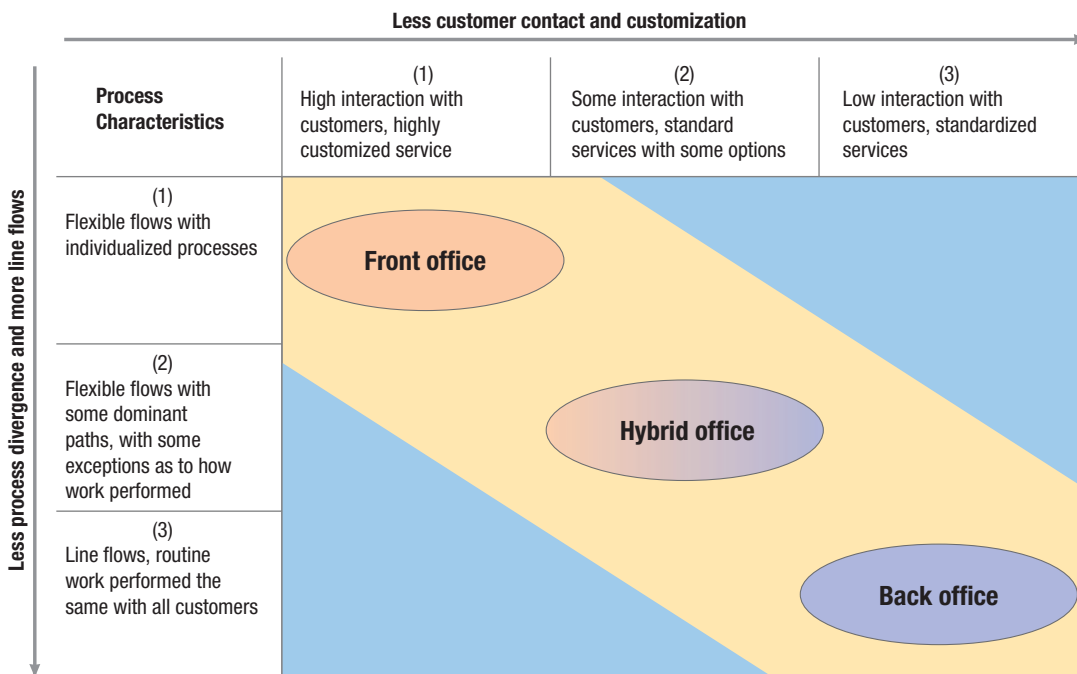 Less customer contact and customization
Less process divergence and more line flows
Process
Characteristics
(1)
High interaction with
customers, highly
customized service
(2)
Some interaction with
customers, standard
services with some options
(3)
Low interaction with
customers, standardized
services
(1)
Flexible flows with
individualized processes
Front office
(2)
Flexible flows with
some dominant
paths, with some
exceptions as to how
work performed
Hybrid office
(3)
Line flows, routine
work performed the
same with all customers
Back office